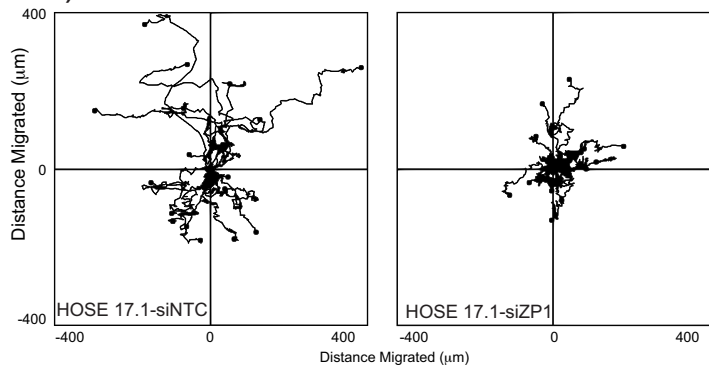 400
0
-400
Distance Migrated (μm)
HOSE 17.1-siNTC
HOSE 17.1-siZP1
-400 0 400 -400 0 400
Distance Migrated (μm)